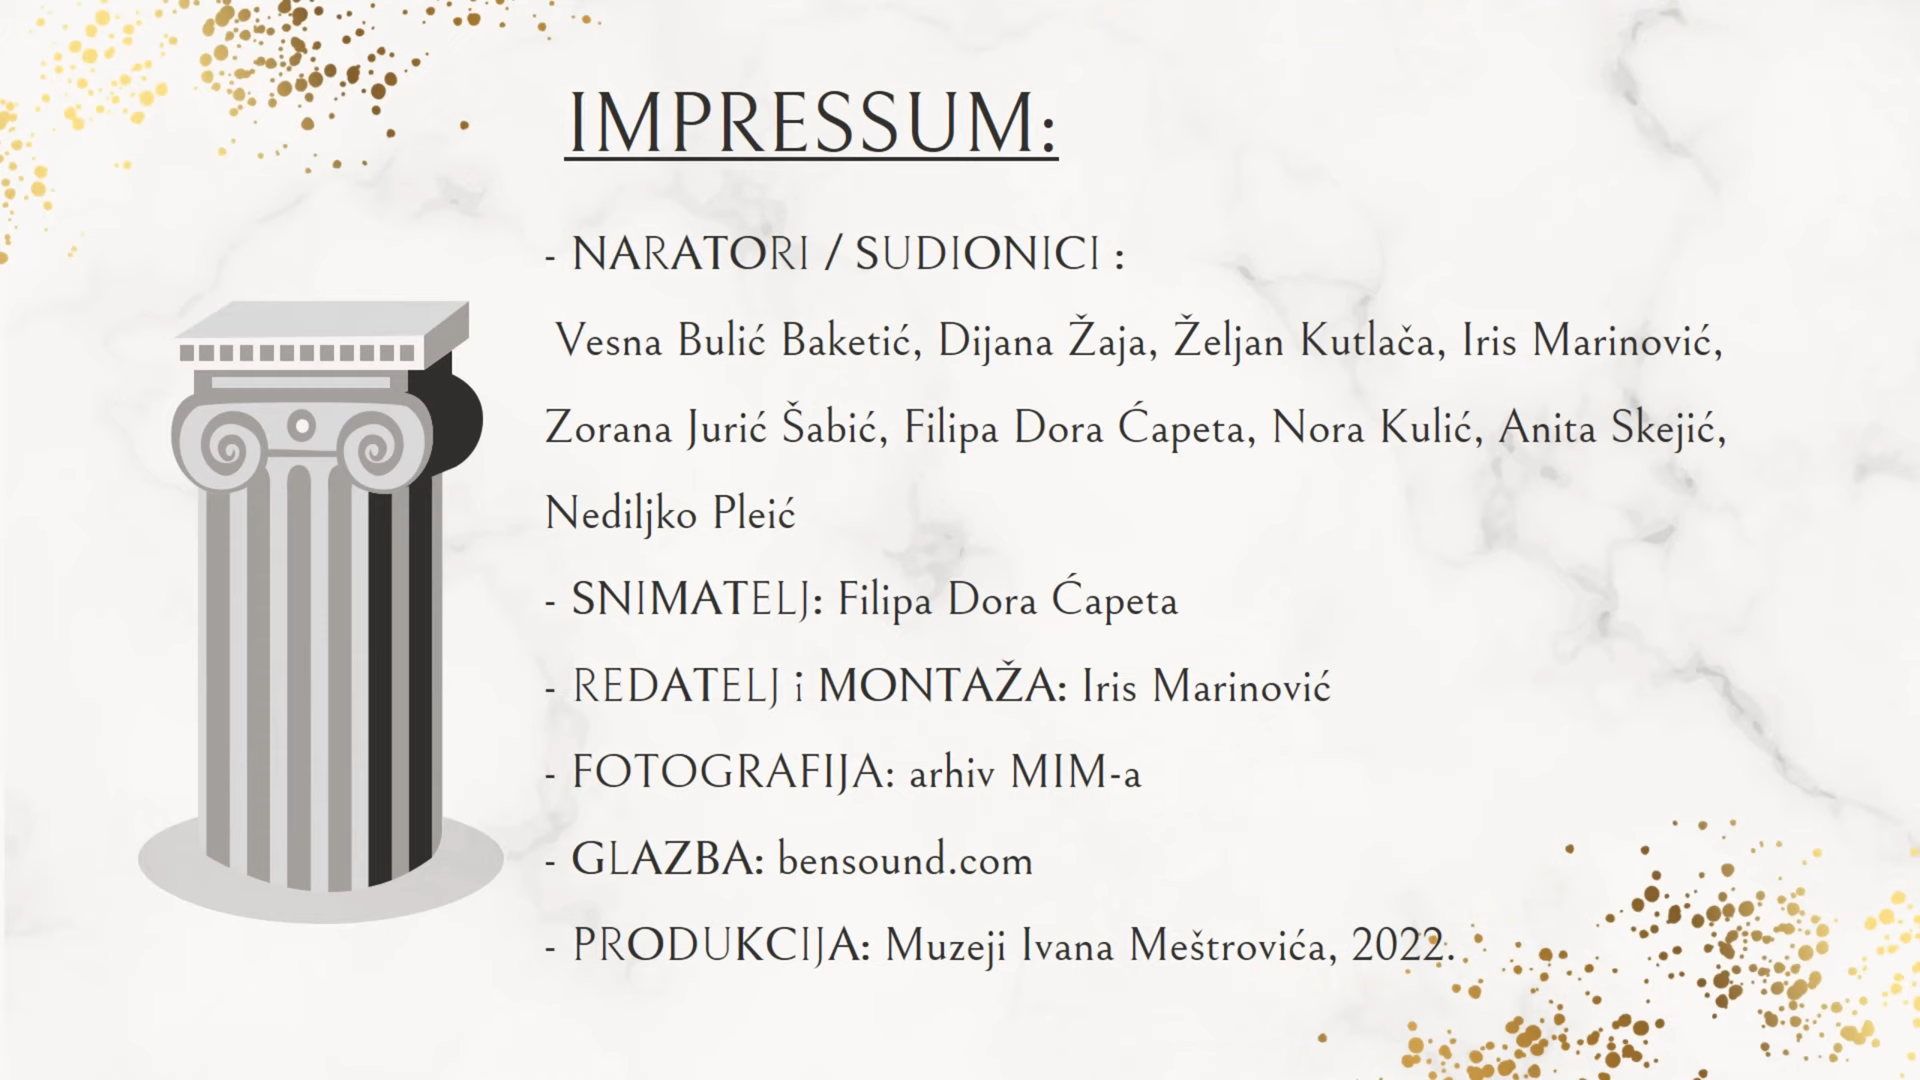 IMPRESSUM:
- NARATORI / SUDIONICI :
Vesna Bulić Baketić, Dijana Žaja, Željan Kutlača, Iris Marinović,
Zorana Jurić Šabić, Filipa Dora Ćapeta, Nora Kulić, Anita Skejić,
Nediljko Pleić
- SNIMATELJ: Filipa Dora Ćapeta
- REDATELJ i MONTAŽA: Iris Marinović
- FOTOGRAFIJA: arhiv MIM-a
- GLAZBA: bensound.com
- PRODUKCIJA: Muzeji Ivana Meštrovića, 2022.